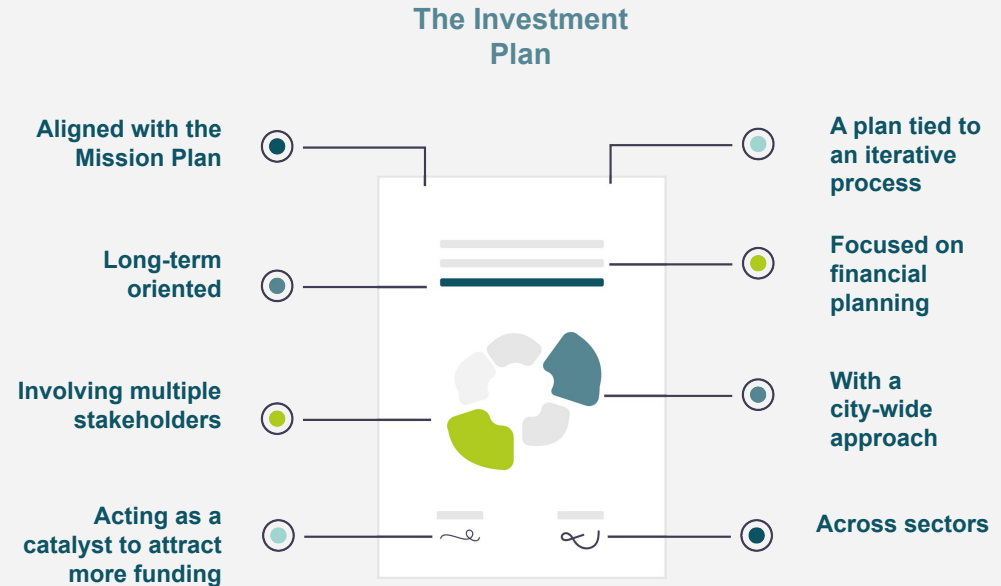 The Investment
Plan
Aligned with the
Mission Plan
Long-term
oriented
Involving multiple
stakeholders
Acting as a
catalyst to attract
more funding
A plan tied to
an iterative
process
Focused on
financial
planning
With a
city-wide
approach
Across sectors